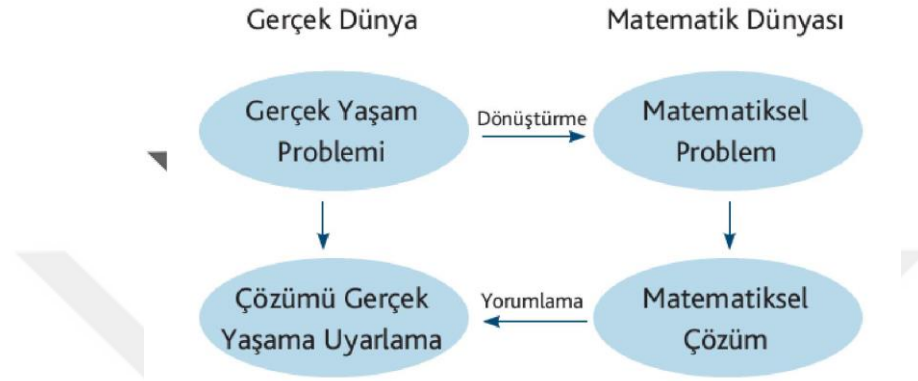 Gerçek Dünya
Matematik Dünyası
Gerçek Yaşam
Problemi
Dönüştürme
Matematiksel
Problem
Çözümü Gerçek
Yaşama Uyarlama
Yorumlama
Matematiksel
Çözüm